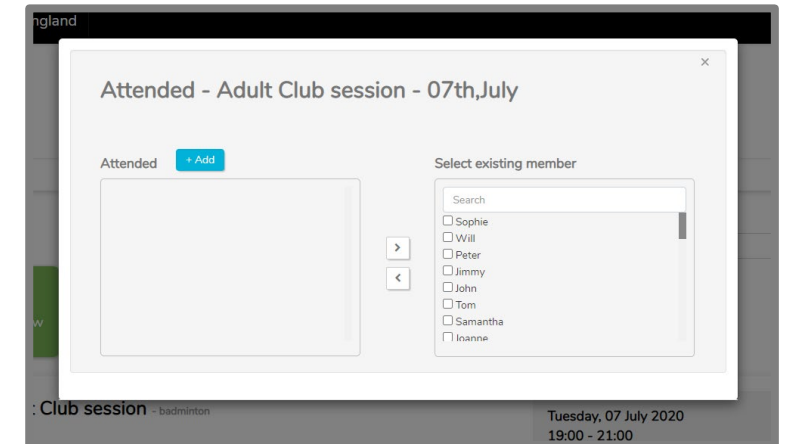 ngland
×
Attended - Adult Club session - 07th,July
Attended
+ Add
Select existing member
Search
Sophie
Will
Peter
Jimmy
John
Tom
Samantha
Joanne
>
<
w
: Club session - badminton
Tuesday, 07 July 2020
19:00 - 21:00